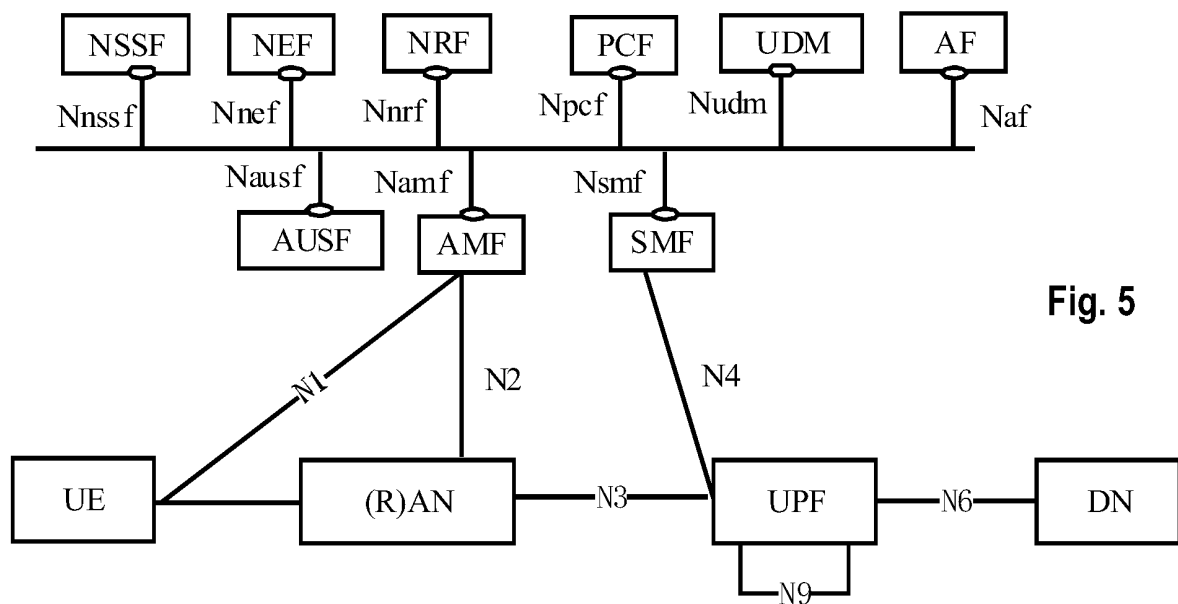 NSSF NEF NRF PCF UDM AF
Nnssf Nnef Nnrf Npcf Nudm Naf
Nausf Namf Nsmf
AUSF AMF SMF
Fig. 5
N1 N2 N4
UE (R)AN N3 UPF N6 DN
N9